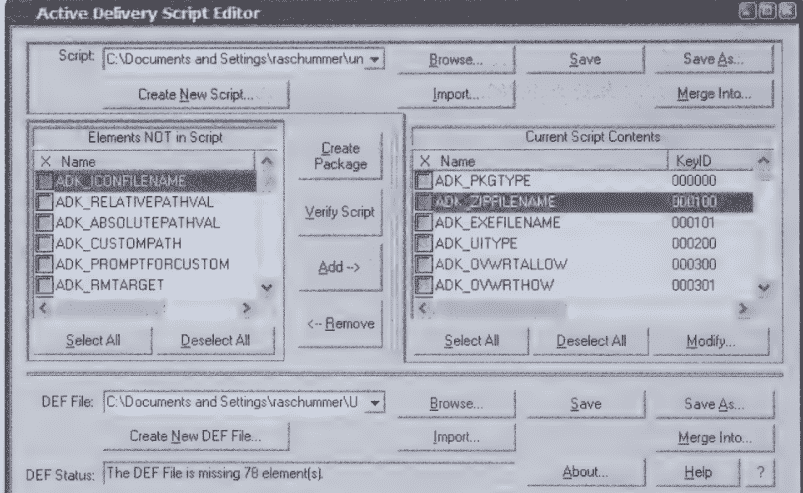 Active Delivery Script Editor
Script: C:\Documents and Settings\raschummer\un Browse... Save Save As...
Create New Script... Import... Merge Into...
Elements NOT in Script
X Name
ADK_ICONFILENAME
ADK_RELATIVEPATHVAL
ADK_ABSOLUTEPATHVAL
ADK_CUSTOMPATH
ADK_PROMPTFORCUSTOM
ADK_RMTARGET
Select All Deselect All
Create
Package
Verify Script
Add -->
<-- Remove
Current Script Contents
X Name KeyID
ADK_PKGTYPE 000000
ADK_ZIPFILENAME 000100
ADK_EXEFILENAME 000101
ADK_UITYPE 000200
ADK_OVWRTALLOW 000300
ADK_OVWRTHOW 000301
Select All Deselect All Modify...
DEF File: C:\Documents and Settings\raschummer\U Browse... Save Save As...
Create New DEF File... Import... Merge Into...
DEF Status: The DEF File is missing 78 element(s). About... Help ?